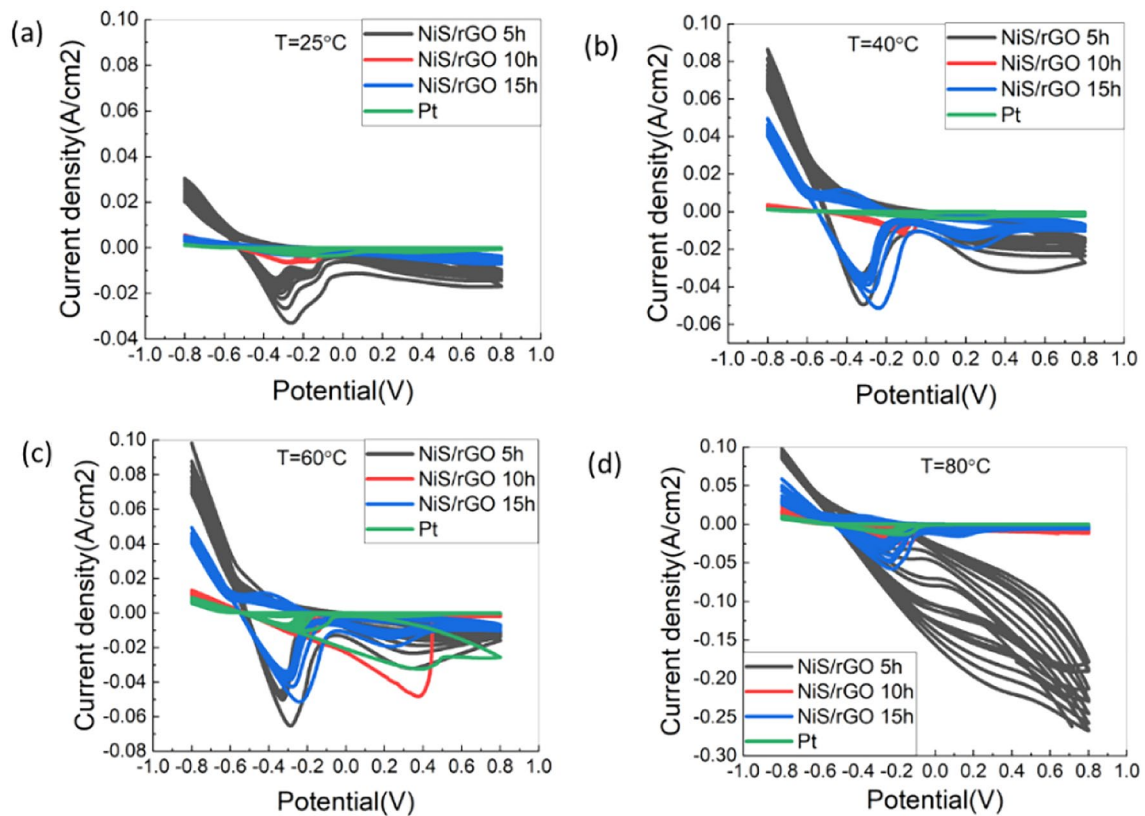 (a)
T=25°C
NiS/rGO 5h
NiS/rGO 10h
NiS/rGO 15h
Pt
0.10
0.08
0.06
0.04
0.02
0.00
-0.02
-0.04
Current density(A/cm2)
-1.0 -0.8 -0.6 -0.4 -0.2 0.0 0.2 0.4 0.6 0.8 1.0
Potential(V)
(b)
T=40°C
NiS/rGO 5h
NiS/rGO 10h
NiS/rGO 15h
Pt
0.10
0.08
0.06
0.04
0.02
0.00
-0.02
-0.04
-0.06
Current density(A/cm2)
-1.0 -0.8 -0.6 -0.4 -0.2 0.0 0.2 0.4 0.6 0.8 1.0
Potential(V)
(c)
T=60°C
NiS/rGO 5h
NiS/rGO 10h
NiS/rGO 15h
Pt
0.10
0.08
0.06
0.04
0.02
0.00
-0.02
-0.04
-0.06
-0.08
Current density(A/cm2)
-1.0 -0.8 -0.6 -0.4 -0.2 0.0 0.2 0.4 0.6 0.8 1.0
Potential(V)
(d)
T=80°C
0.10
0.05
0.00
-0.05
-0.10
-0.15
-0.20
-0.25
-0.30
Current density(A/cm2)
NiS/rGO 5h
NiS/rGO 10h
NiS/rGO 15h
Pt
-1.0 -0.8 -0.6 -0.4 -0.2 0.0 0.2 0.4 0.6 0.8 1.0
Potential(V)